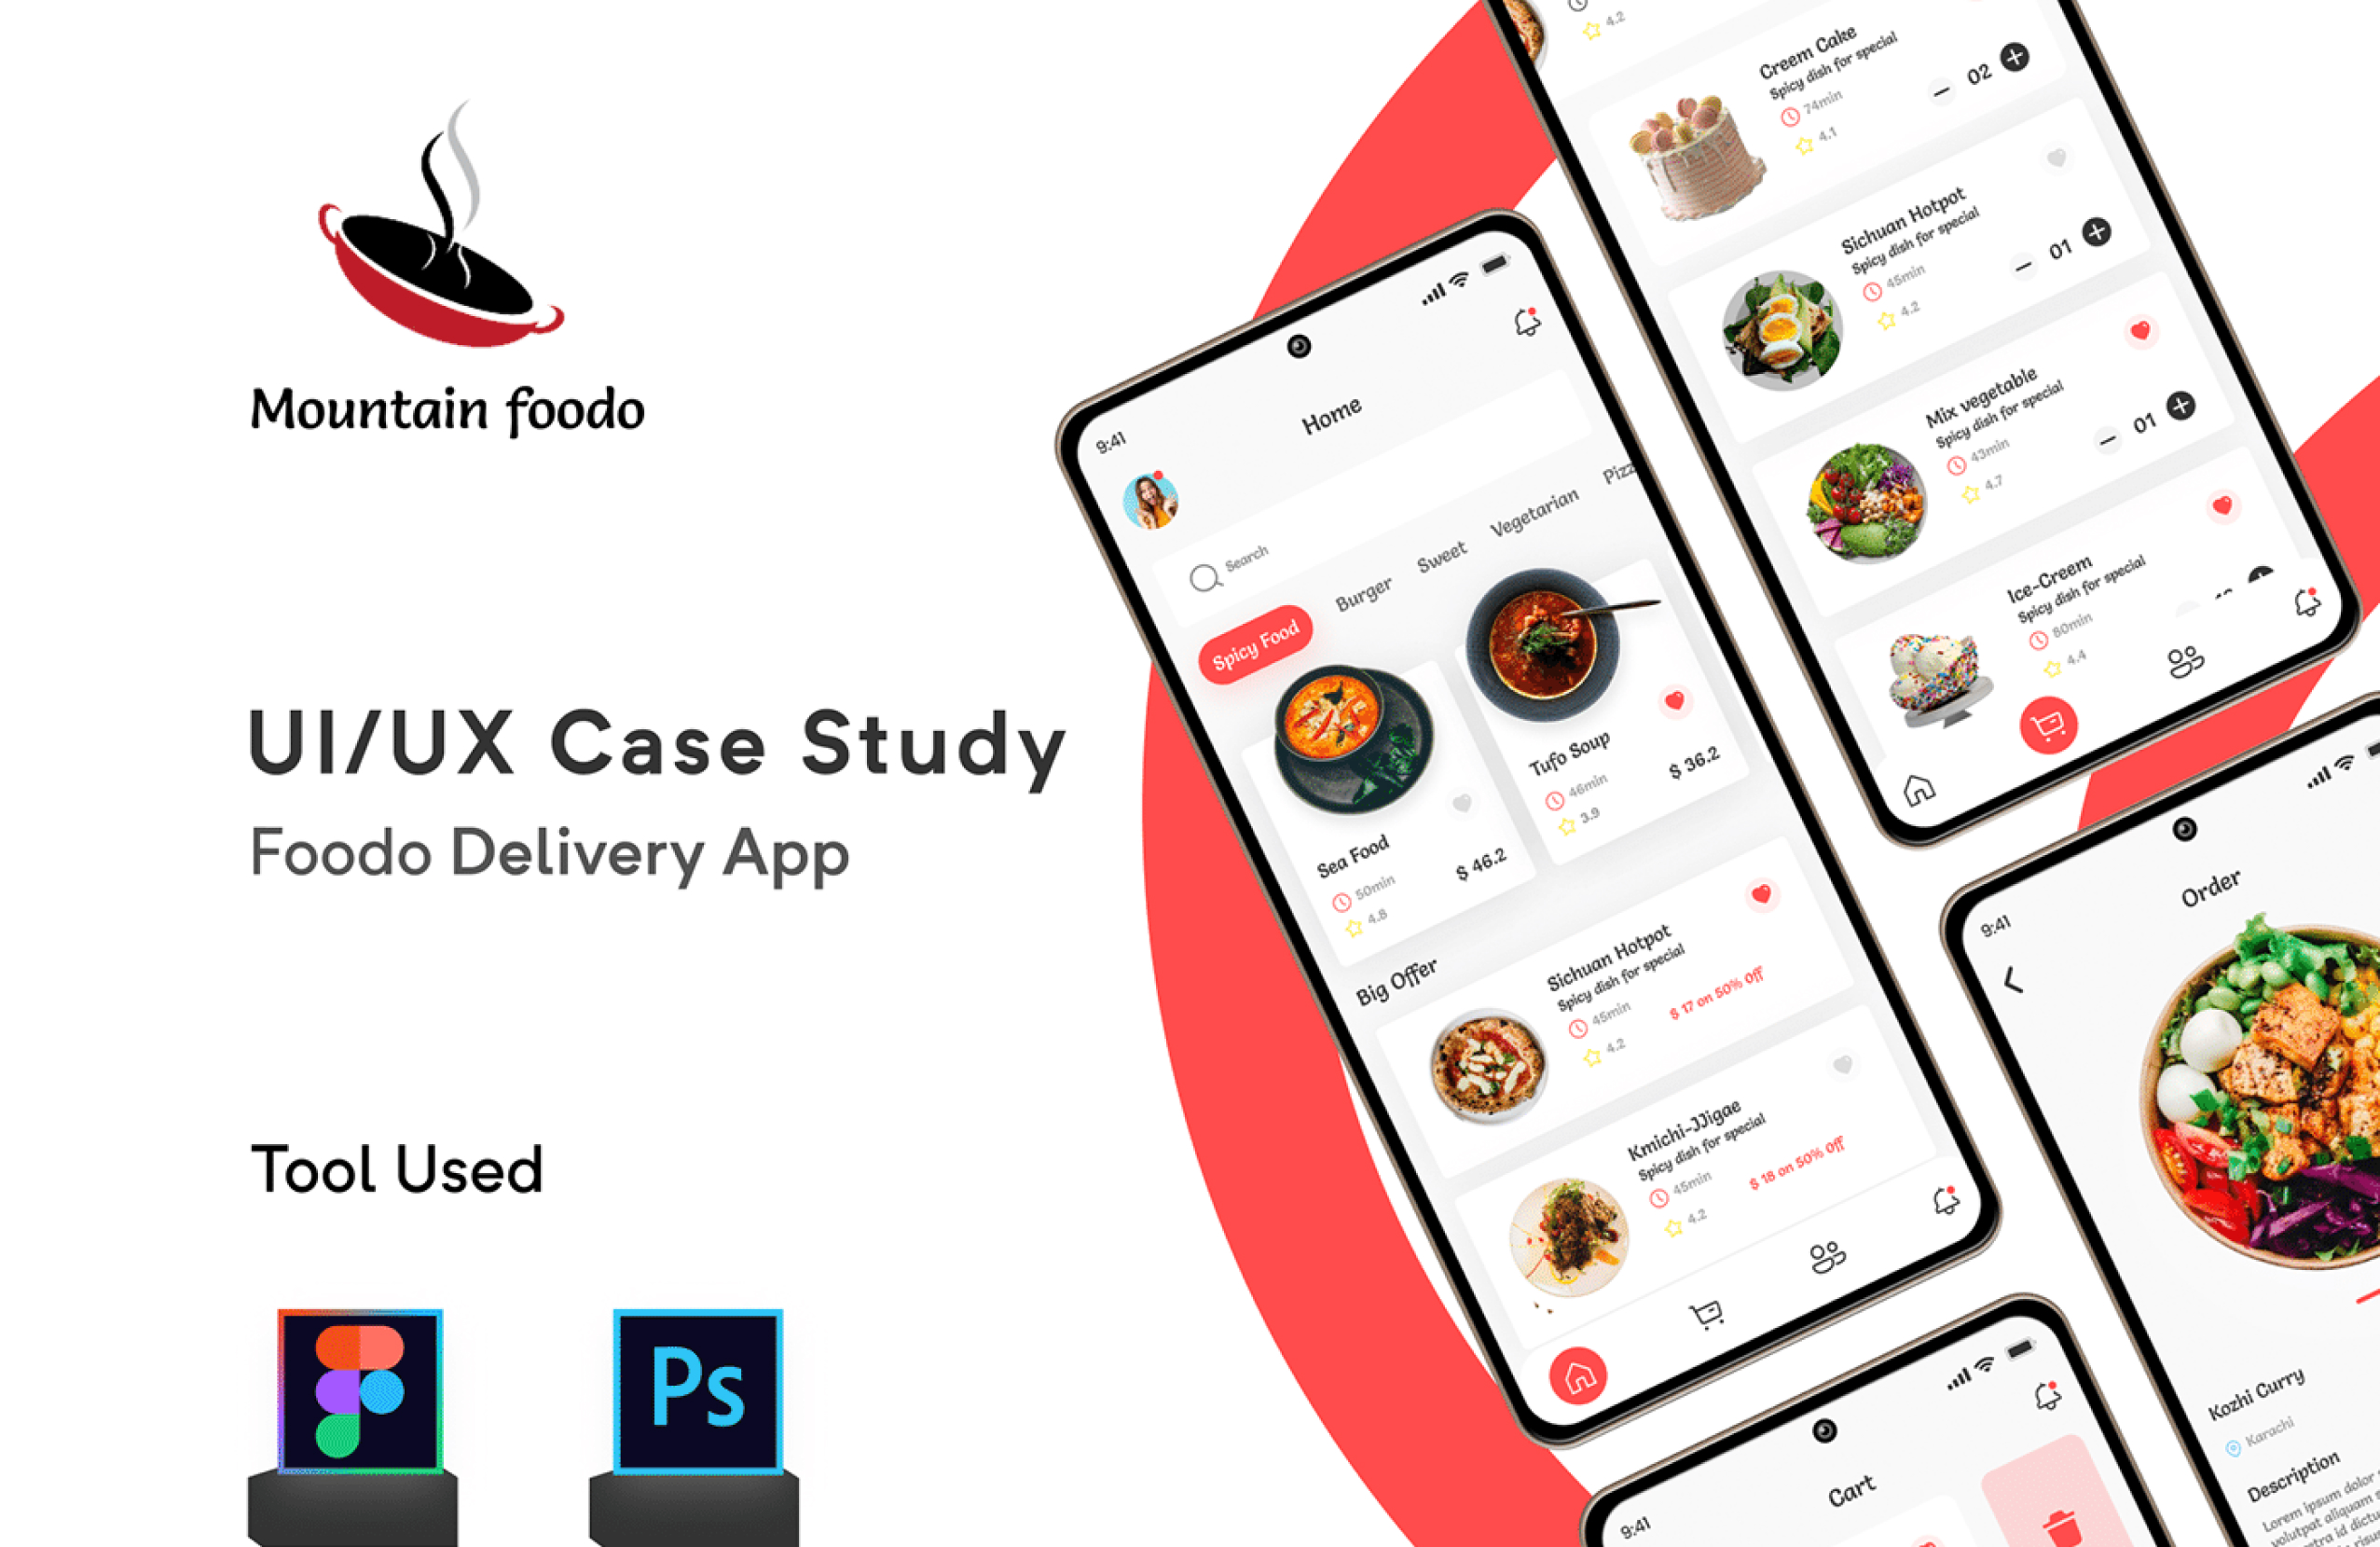 Mountain foodo
UI/UX Case Study
Foodo Delivery App
Tool Used
Ps
9:41
Home
Search
Spicy Food
Burger
Sweet
Vegetarian
Pizz
Sea Food
50min
4.8
$ 46.2
Tufo Soup
46min
3.9
$ 36.2
Big Offer
Sichuan Hotpot
Spicy dish for special
45min
4.2
$ 17 on 50% Off
Kmichi-JJigae
Spicy dish for special
45min
4.2
$ 18 on 50% Off
4.2
Creem Cake
Spicy dish for special
74min
4.1
02
Sichuan Hotpot
Spicy dish for special
45min
4.2
01
Mix vegetable
Spicy dish for special
43min
4.7
01
Ice-Creem
Spicy dish for special
80min
4.4
9:41
Order
Kozhi Curry
Karachi
Description
Lorem ipsum dolor
volutpat aliquam
9:41
Cart